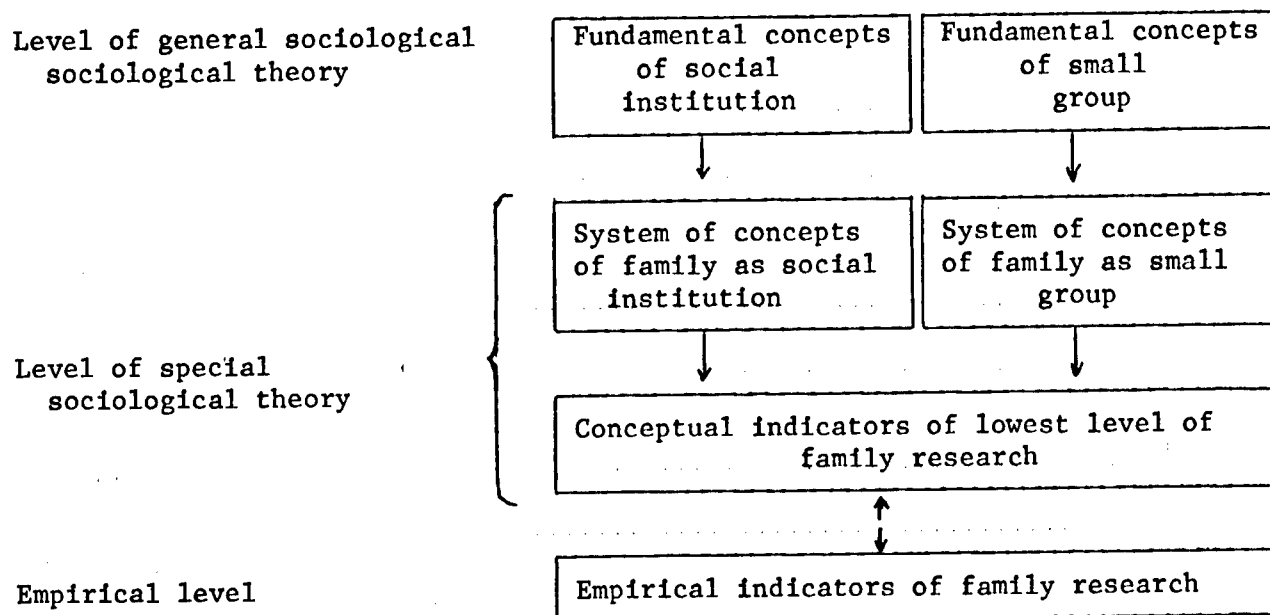 Level of general sociological
sociological theory
Fundamental concepts
of social
institution
Fundamental concepts
of small
group
System of concepts
of family as social
institution
System of concepts
of family as small
group
Level of special
sociological theory
Conceptual indicators of lowest level of
family research
Empirical level
Empirical indicators of family research